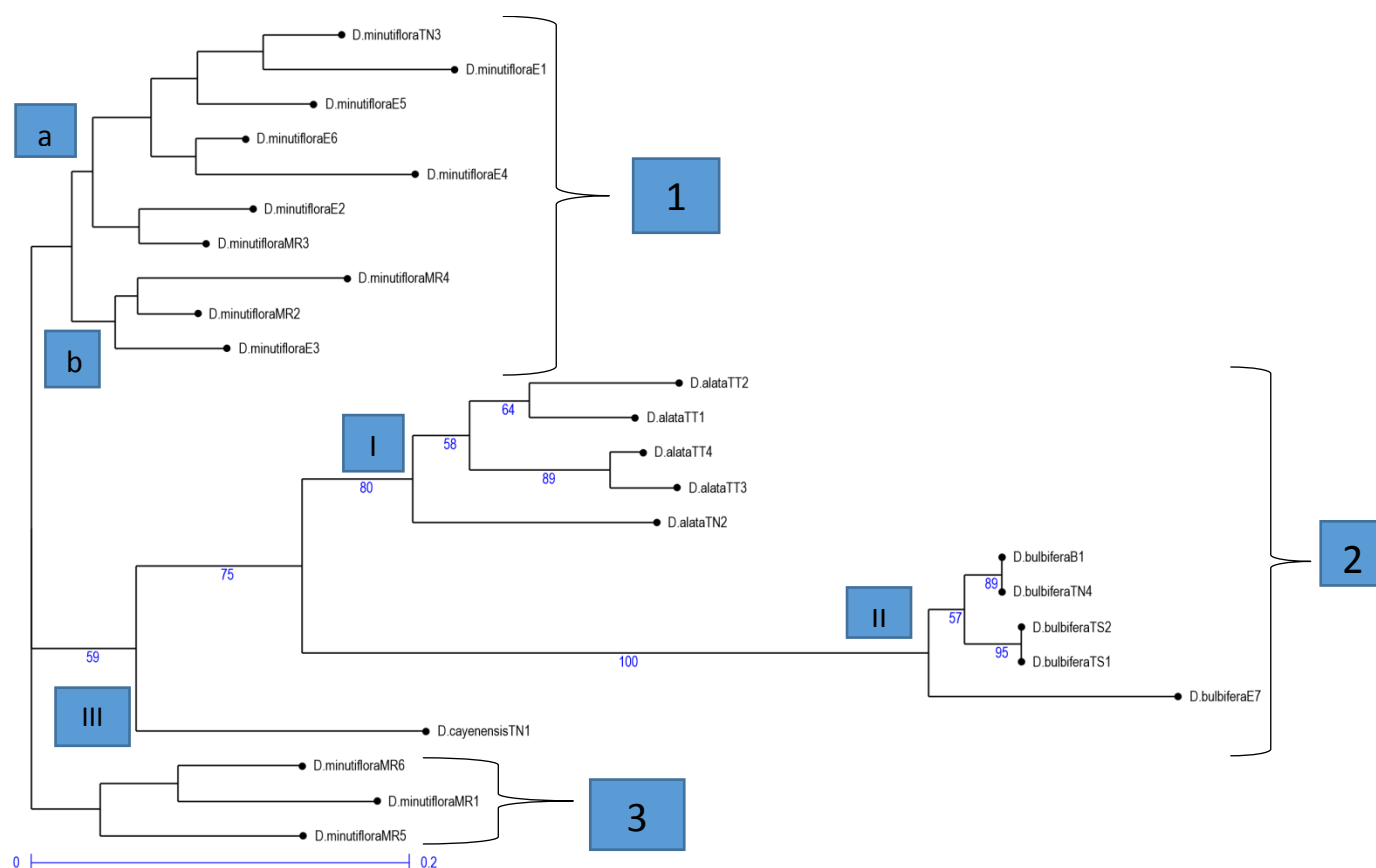 D.minutifloraTN3
D.minutifloraE1
D.minutifloraE5
a
D.minutifloraE6
D.minutifloraE4
1
D.minutifloraE2
D.minutifloraMR3
D.minutifloraMR4
D.minutifloraMR2
b
D.minutifloraE3
D.alataTT2
64
D.alataTT1
I
58
D.alataTT4
89
80
D.alataTT3
D.alataTN2
D.bulbiferaB1
2
75
89
D.bulbiferaTN4
II
57
D.bulbiferaTS2
95
59
100
D.bulbiferaTS1
D.bulbiferaE7
III
D.cayenensisTN1
D.minutifloraMR6
D.minutifloraMR1
3
D.minutifloraMR5
0 0.2